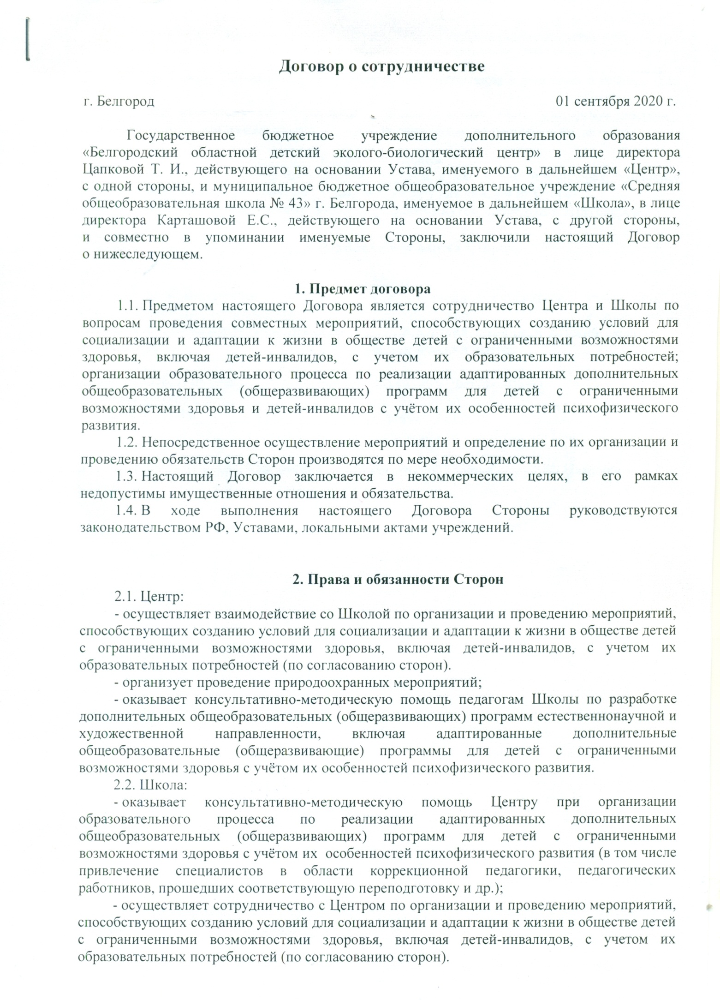 Договор о сотрудничестве
г. Белгород 01 сентября 2020 г.
Государственное бюджетное учреждение дополнительного образования
«Белгородский областной детский эколого-биологический центр» в лице директора
Цапковой Т. И., действующего на основании Устава, именуемого в дальнейшем «Центр»,
с одной стороны, и муниципальное бюджетное общеобразовательное учреждение «Средняя
общеобразовательная школа № 43» г. Белгорода, именуемое в дальнейшем «Школа», в лице
директора Карташовой Е.С., действующего на основании Устава, с другой стороны,
и совместно в упоминании именуемые Стороны, заключили настоящий Договор
о нижеследующем.
1. Предмет договора
1.1. Предметом настоящего Договора является сотрудничество Центра и Школы по
вопросам проведения совместных мероприятий, способствующих созданию условий для
социализации и адаптации к жизни в обществе детей с ограниченными возможностями
здоровья, включая детей-инвалидов, с учетом их образовательных потребностей;
организации образовательного процесса по реализации адаптированных дополнительных
общеобразовательных (общеразвивающих) программ для детей с ограниченными
возможностями здоровья и детей-инвалидов с учётом их особенностей психофизического
развития.
1.2. Непосредственное осуществление мероприятий и определение по их организации и
проведению обязательств Сторон производятся по мере необходимости.
1.3. Настоящий Договор заключается в некоммерческих целях, в его рамках
недопустимы имущественные отношения и обязательства.
1.4. В ходе выполнения настоящего Договора Стороны руководствуются
законодательством РФ, Уставами, локальными актами учреждений.
2. Права и обязанности Сторон
2.1. Центр:
- осуществляет взаимодействие со Школой по организации и проведению мероприятий,
способствующих созданию условий для социализации и адаптации к жизни в обществе детей
с ограниченными возможностями здоровья, включая детей-инвалидов, с учетом их
образовательных потребностей (по согласованию сторон).
- организует проведение природоохранных мероприятий;
- оказывает консультативно-методическую помощь педагогам Школы по разработке
дополнительных общеобразовательных (общеразвивающих) программ естественнонаучной и
художественной направленности, включая адаптированные дополнительные
общеобразовательные (общеразвивающие) программы для детей с ограниченными
возможностями здоровья с учётом их особенностей психофизического развития.
2.2. Школа:
- оказывает консультативно-методическую помощь Центру при организации
образовательного процесса по реализации адаптированных дополнительных
общеобразовательных (общеразвивающих) программ для детей с ограниченными
возможностями здоровья с учётом их особенностей психофизического развития (в том числе
привлечение специалистов в области коррекционной педагогики, педагогических
работников, прошедших соответствующую переподготовку и др.);
- осуществляет сотрудничество с Центром по организации и проведению мероприятий,
способствующих созданию условий для социализации и адаптации к жизни в обществе детей
с ограниченными возможностями здоровья, включая детей-инвалидов, с учетом их
образовательных потребностей (по согласованию сторон).